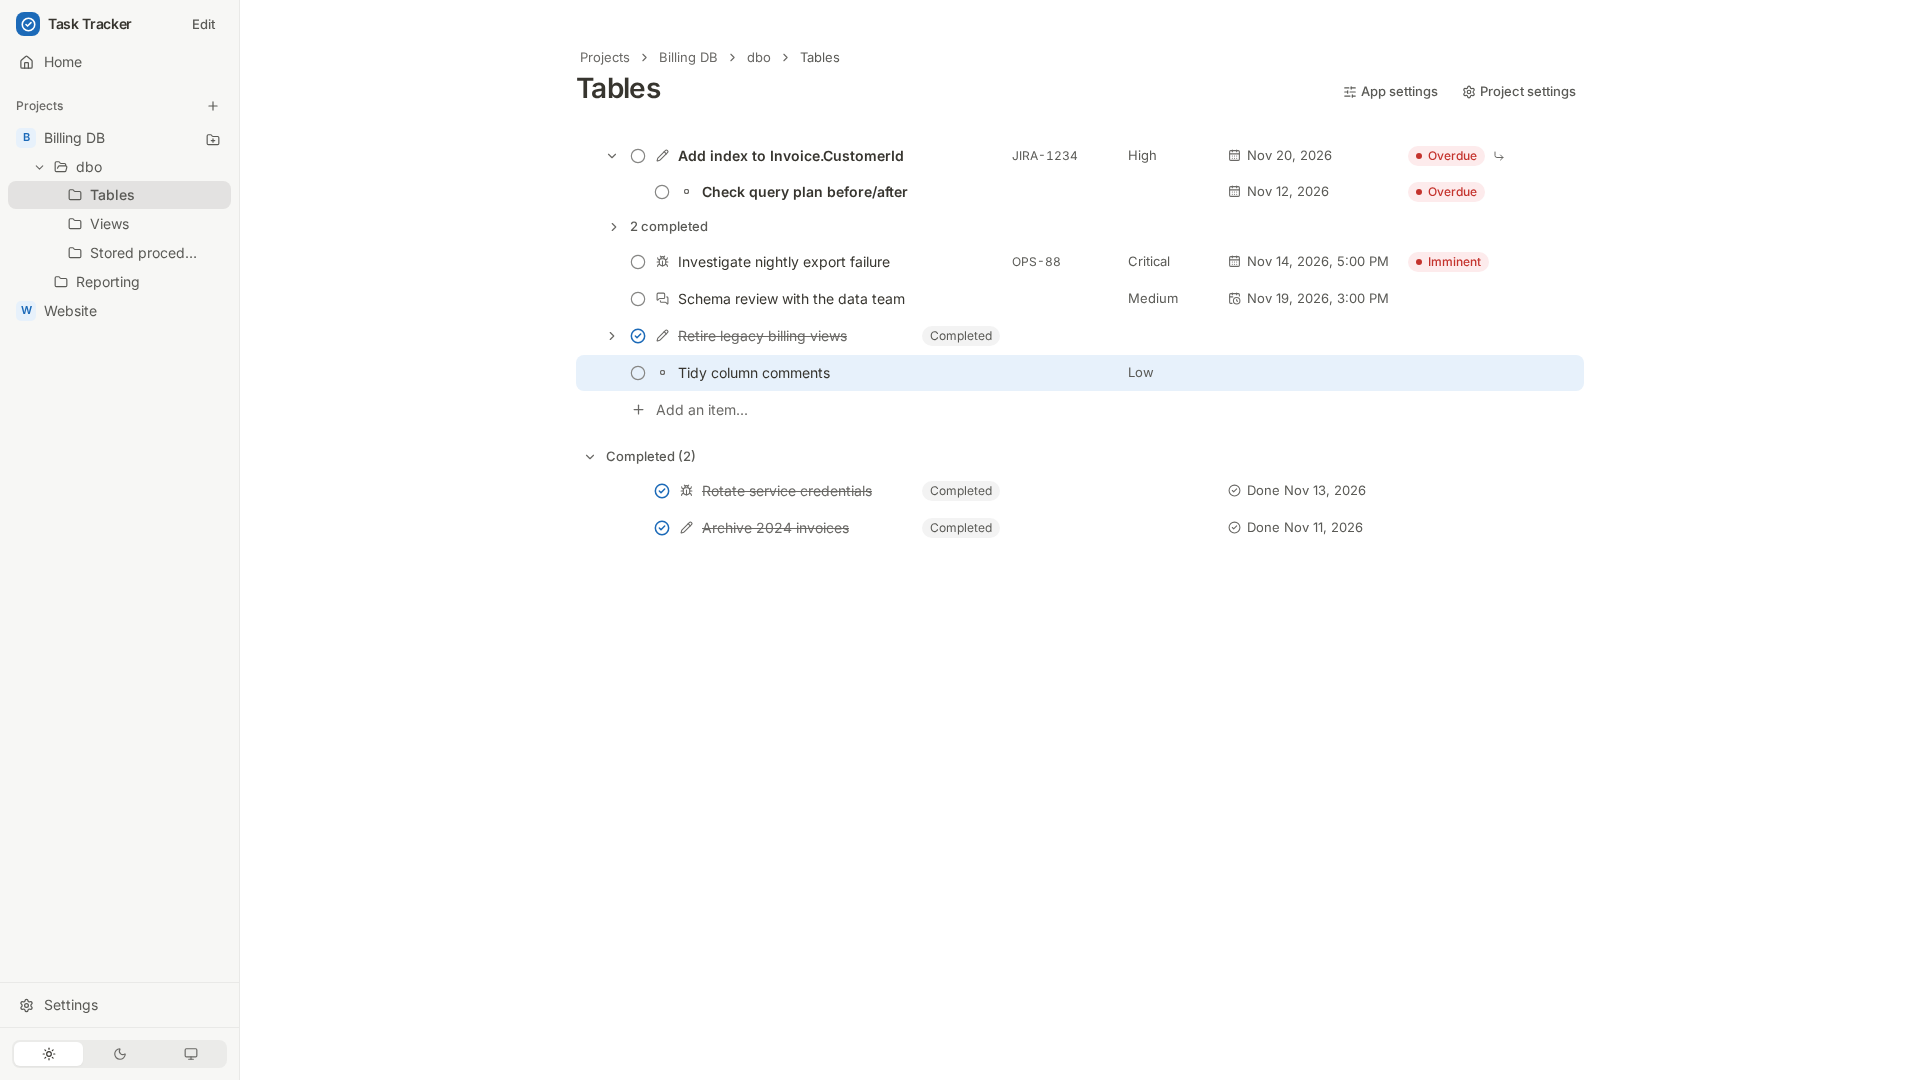 Task Tracker
Edit
Home
Projects
B Billing DB
dbo
Tables
Views
Stored proced...
Reporting
W Website
Settings
Projects > Billing DB > dbo > Tables
Tables
App settings
Project settings
Add index to Invoice.CustomerId JIRA-1234 High Nov 20, 2026 Overdue
Check query plan before/after Nov 12, 2026 Overdue
2 completed
Investigate nightly export failure OPS-88 Critical Nov 14, 2026, 5:00 PM Imminent
Schema review with the data team Medium Nov 19, 2026, 3:00 PM
Retire legacy billing views Completed
Tidy column comments Low
Add an item...
Completed (2)
Rotate service credentials Completed Done Nov 13, 2026
Archive 2024 invoices Completed Done Nov 11, 2026